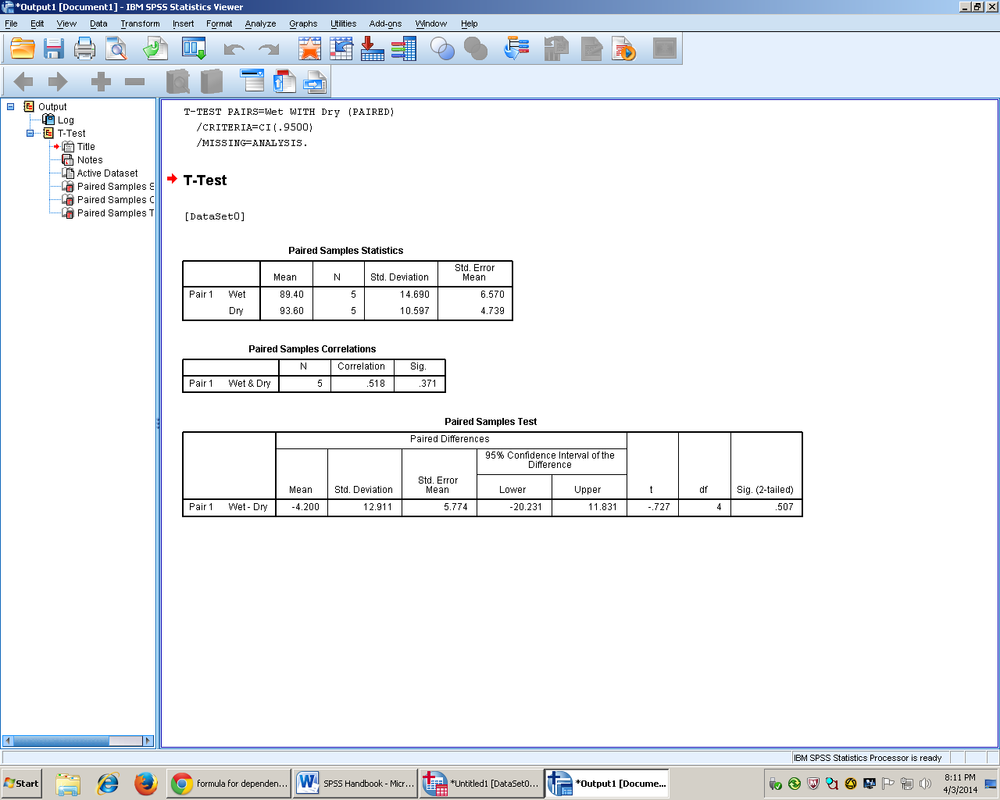 *Output1 [Document1] - IBM SPSS Statistics Viewer
File Edit View Data Transform Insert Format Analyze Graphs Utilities Add-ons Window Help
Output
Log
T-Test
Title
Notes
Active Dataset
Paired Samples S
Paired Samples C
Paired Samples T
T-TEST PAIRS=Wet WITH Dry (PAIRED)
/CRITERIA=CI(.9500)
/MISSING=ANALYSIS.
T-Test
[DataSet0]
Paired Samples Statistics
Mean N Std. Deviation Std. Error Mean
Pair 1 Wet 89.40 5 14.690 6.570
Dry 93.60 5 10.597 4.739
Paired Samples Correlations
N Correlation Sig.
Pair 1 Wet & Dry 5 .518 .371
Paired Samples Test
Paired Differences
95% Confidence Interval of the Difference
Mean Std. Deviation Std. Error Mean Lower Upper t df Sig. (2-tailed)
Pair 1 Wet - Dry -4.200 12.911 5.774 -20.231 11.831 -.727 4 .507
IBM SPSS Statistics Processor is ready
Start
formula for dependen...
SPSS Handbook - Micr...
*Untitled1 [DataSet0...
*Output1 [Docume...
8:11 PM
4/3/2014